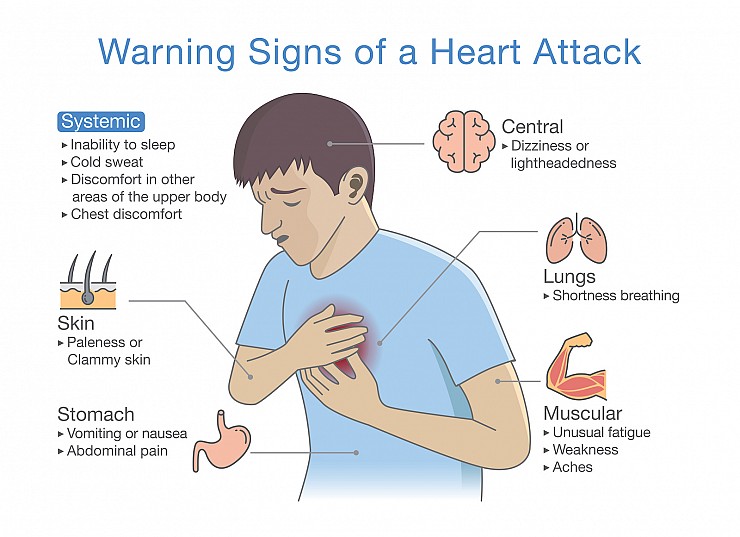 Warning Signs of a Heart Attack
Systemic
▸ Inability to sleep
▸ Cold sweat
▸ Discomfort in other
areas of the upper body
▸ Chest discomfort
Central
▸ Dizziness or
lightheadedness
Lungs
▸ Shortness breathing
Skin
▸ Paleness or
Clammy skin
Stomach
▸ Vomiting or nausea
▸ Abdominal pain
Muscular
▸ Unusual fatigue
▸ Weakness
▸ Aches